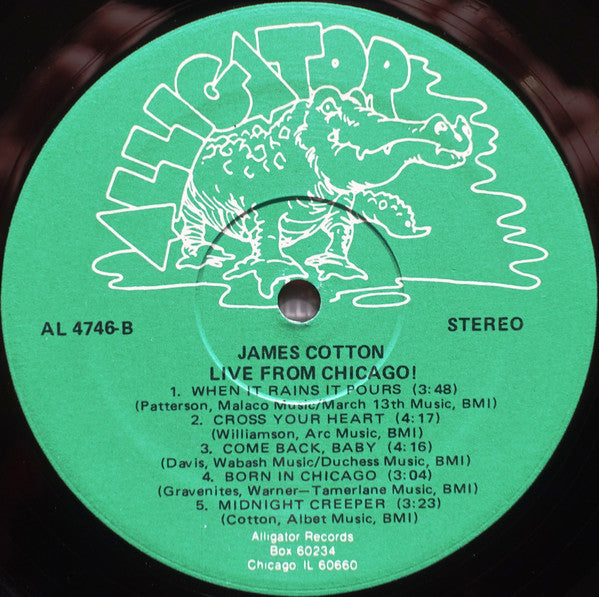 ALLIGATOR
AL 4746-B
STEREO
JAMES COTTON
LIVE FROM CHICAGO!
1. WHEN IT RAINS IT POURS (3:48)
(Patterson, Malaco Music/March 13th Music, BMI)
2. CROSS YOUR HEART (4:17)
(Williamson, Arc Music, BMI)
3. COME BACK, BABY (4:16)
(Davis, Wabash Music/Duchess Music, BMI)
4. BORN IN CHICAGO (3:04)
(Gravenites, Warner—Tamerlane Music, BMI)
5. MIDNIGHT CREEPER (3:23)
(Cotton, Albet Music, BMI)
Alligator Records
Box 60234
Chicago IL 60660